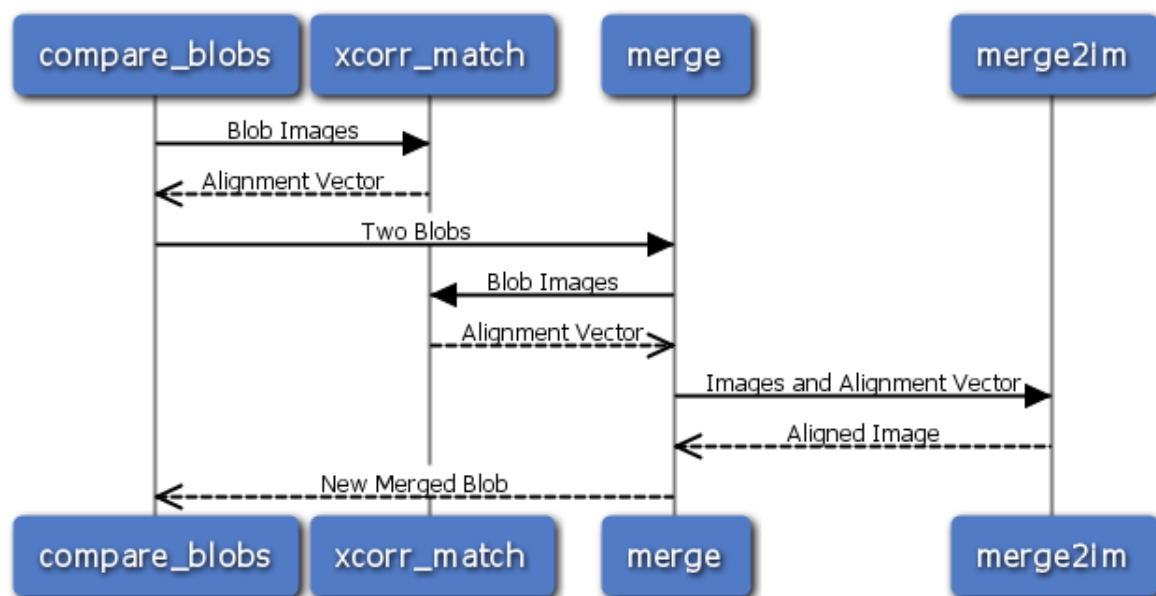 compare_blobs xcorr_match merge merge2im
Blob Images
Alignment Vector
Two Blobs
Blob Images
Alignment Vector
Images and Alignment Vector
Aligned Image
New Merged Blob
compare_blobs xcorr_match merge merge2im